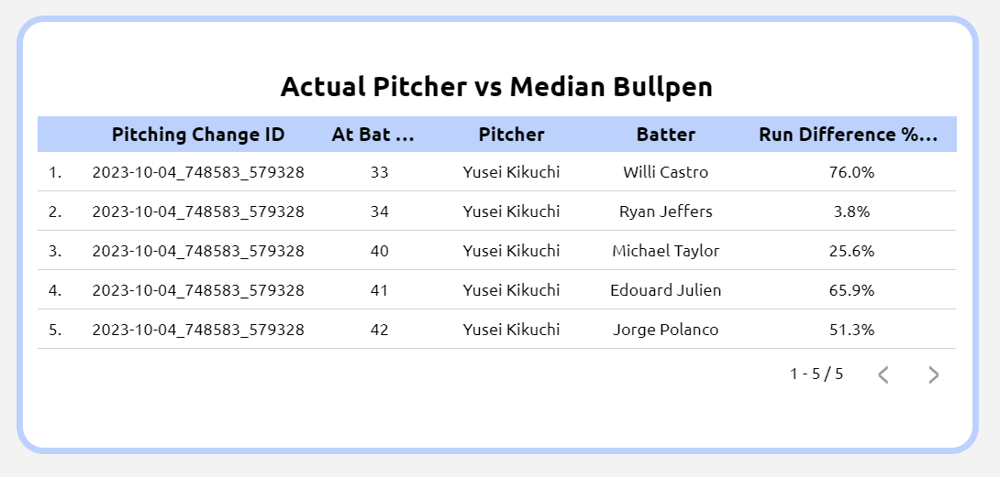 Actual Pitcher vs Median Bullpen
Pitching Change ID At Bat ... Pitcher Batter Run Difference %...
1. 2023-10-04_748583_579328 33 Yusei Kikuchi Willi Castro 76.0%
2. 2023-10-04_748583_579328 34 Yusei Kikuchi Ryan Jeffers 3.8%
3. 2023-10-04_748583_579328 40 Yusei Kikuchi Michael Taylor 25.6%
4. 2023-10-04_748583_579328 41 Yusei Kikuchi Edouard Julien 65.9%
5. 2023-10-04_748583_579328 42 Yusei Kikuchi Jorge Polanco 51.3%
1 - 5 / 5